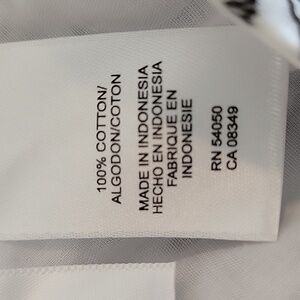 100% COTTON/
ALGODON/COTON
MADE IN INDONESIA
HECHO EN INDONESIA
FABRIQUE EN
INDONESIE
RN 54050
CA 08349